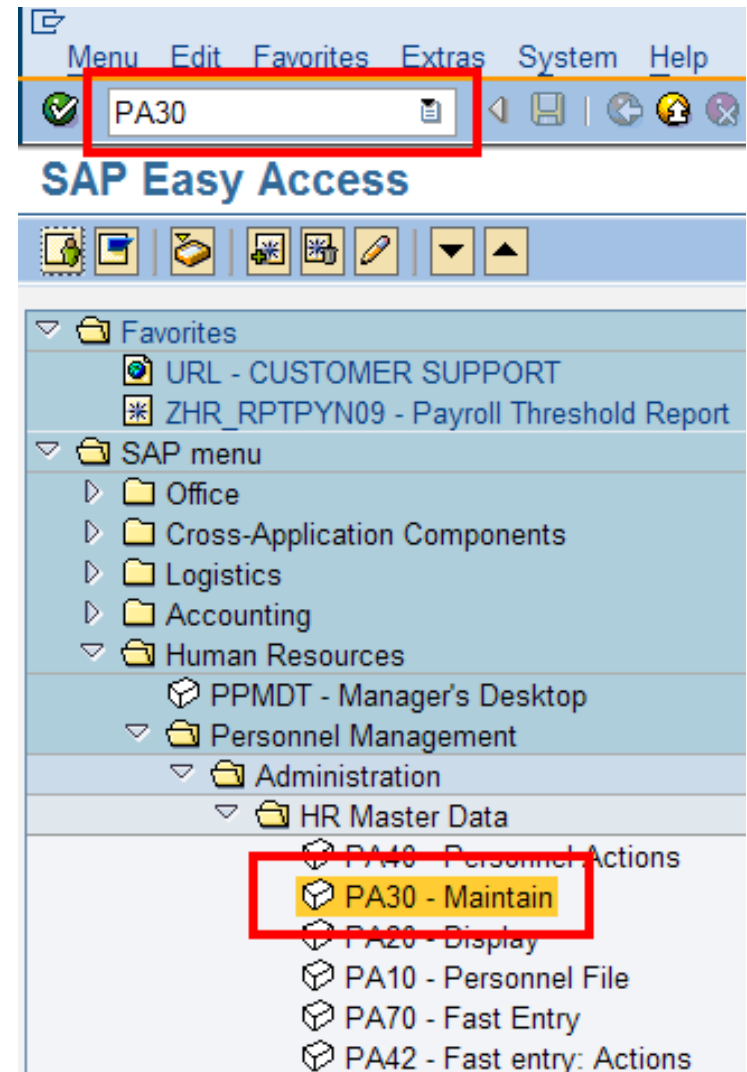 Menu Edit Favorites Extras System Help
PA30
SAP Easy Access
Favorites
URL - CUSTOMER SUPPORT
ZHR_RPTPYN09 - Payroll Threshold Report
SAP menu
Office
Cross-Application Components
Logistics
Accounting
Human Resources
PPMDT - Manager's Desktop
Personnel Management
Administration
HR Master Data
PA40 - Personnel Actions
PA30 - Maintain
PA20 - Display
PA10 - Personnel File
PA70 - Fast Entry
PA42 - Fast entry: Actions